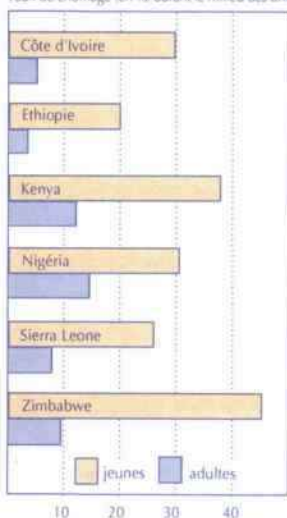 Côte d'Ivoire
Ethiopie
Kenya
Nigéria
Sierra Leone
Zimbabwe
jeunes adultes
10 20 30 40